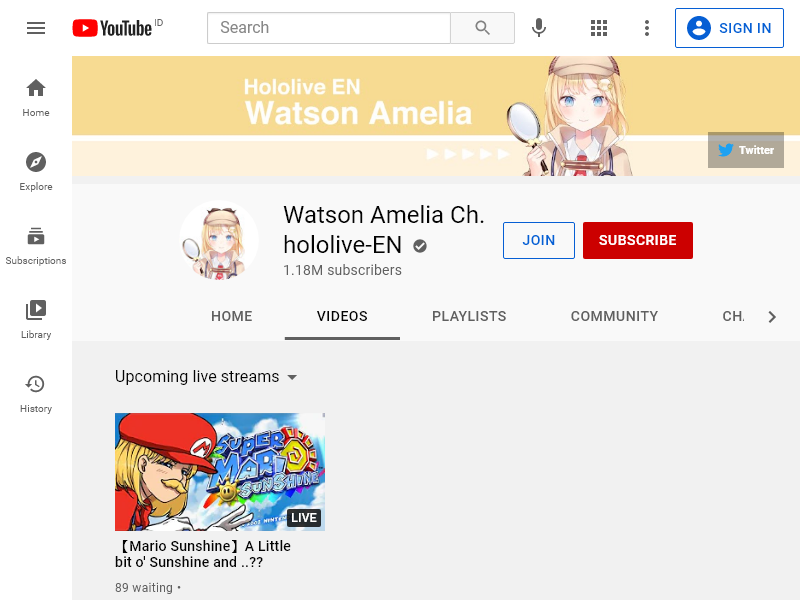 YouTube ID
Search
SIGN IN
Home
Explore
Subscriptions
Library
History
Hololive EN
Watson Amelia
Twitter
Watson Amelia Ch.
hololive-EN
1.18M subscribers
JOIN
SUBSCRIBE
HOME
VIDEOS
PLAYLISTS
COMMUNITY
Upcoming live streams
M
SUPER
MARIO
SUNSHINE
LIVE
【Mario Sunshine】A Little
bit o' Sunshine and ..??
89 waiting •